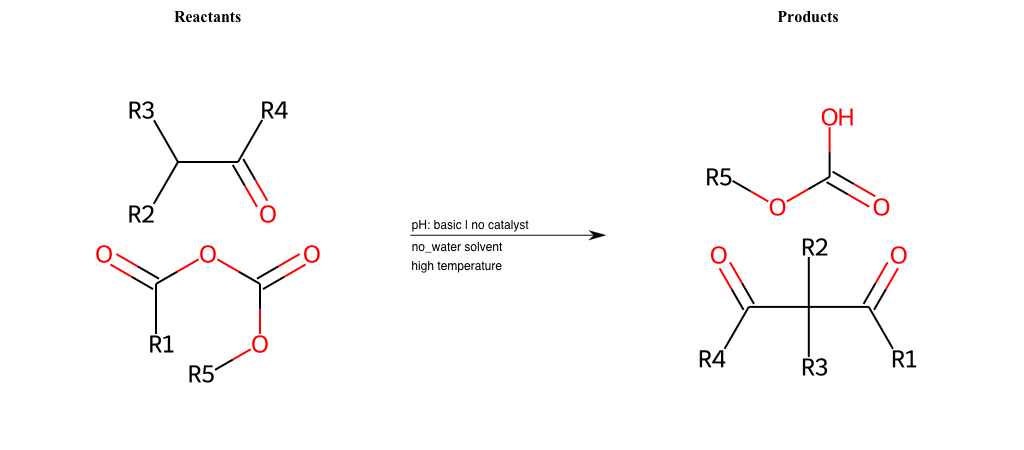 Reactants
Products
R3
R4
R2
O
O
O
O
R1
O
R5
pH: basic | no catalyst
no_water solvent
high temperature
OH
R5
O
O
O
R2
O
R4
R3
R1